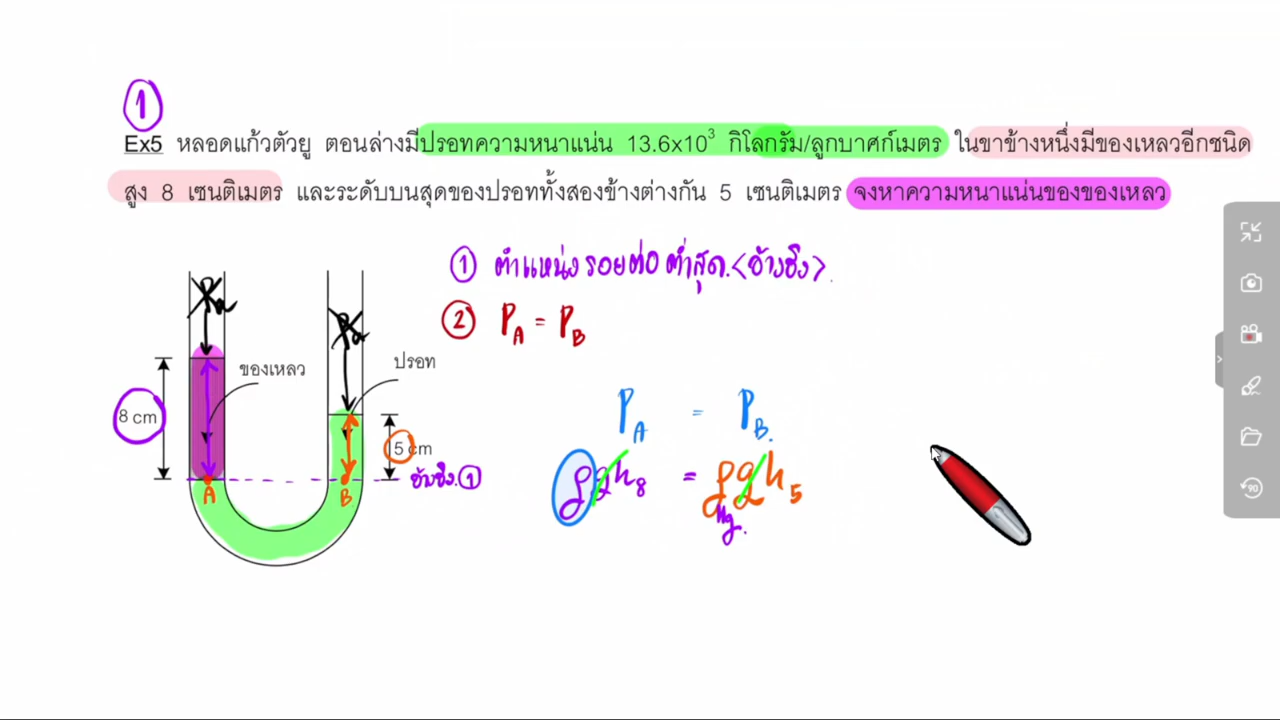 1
Ex5 หลอดแก้วตัวยู ตอนล่างมีปรอทความหนาแน่น 13.6x10³ กิโลกรัม/ลูกบาศก์เมตร ในขาข้างหนึ่งมีของเหลวอีกชนิด
สูง 8 เซนติเมตร และระดับบนสุดของปรอททั้งสองข้างต่างกัน 5 เซนติเมตร จงหาความหนาแน่นของของเหลว
① ตำแหน่งรอยต่อ ต่ำสุด.<อ้างอิง>.
② P_A = P_B
Pa
Pa
ของเหลว
ปรอท
8 cm
5 cm
A
B
อ้างอิง. ①
P_A = P_B.
ρgh_8 = ρ_Hg. gh_5
90